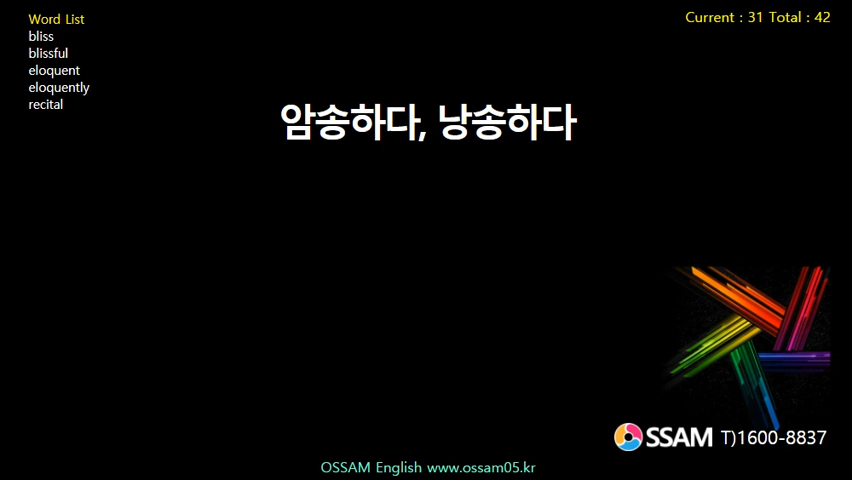 Word List
bliss
blissful
eloquent
eloquently
recital
Current : 31 Total : 42
암송하다, 낭송하다
OSSAM T)1600-8837
OSSAM English www.ossam05.kr